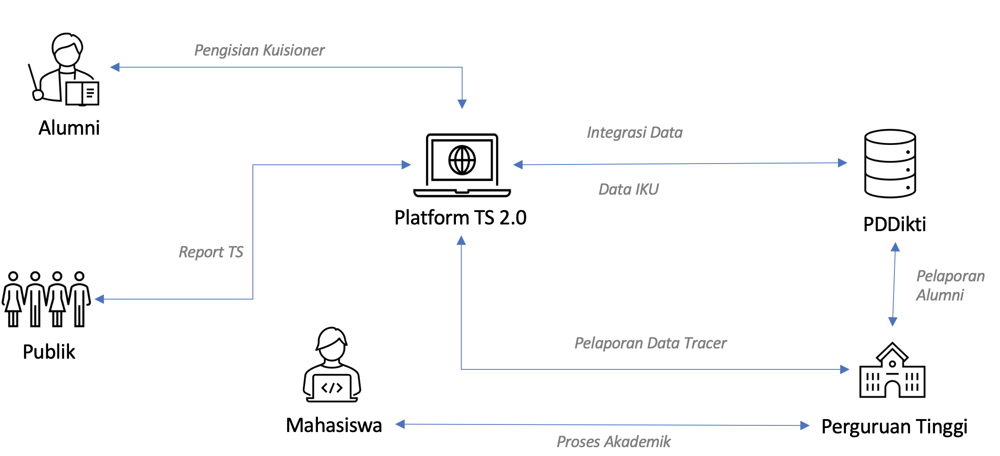 Pengisian Kuisioner
Alumni
Integrasi Data
Data IKU
Platform TS 2.0
PDDikti
Report TS
Pelaporan
Alumni
Publik
Pelaporan Data Tracer
</>
Mahasiswa
Perguruan Tinggi
Proses Akademik